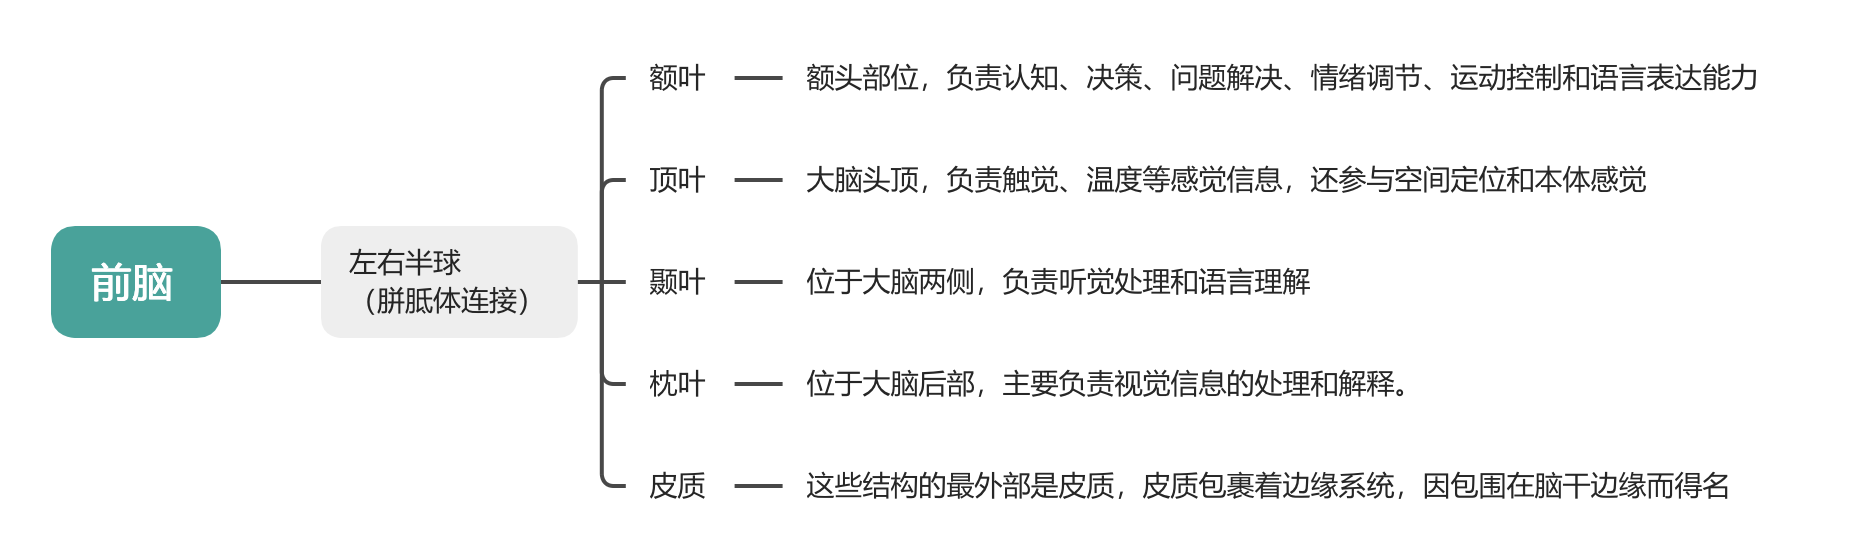 前脑
左右半球
（胼胝体连接）
额叶
额头部位，负责认知、决策、问题解决、情绪调节、运动控制和语言表达能力
顶叶
大脑头顶，负责触觉、温度等感觉信息，还参与空间定位和本体感觉
颞叶
位于大脑两侧，负责听觉处理和语言理解
枕叶
位于大脑后部，主要负责视觉信息的处理和解释。
皮质
这些结构的最外部是皮质，皮质包裹着边缘系统，因包围在脑干边缘而得名